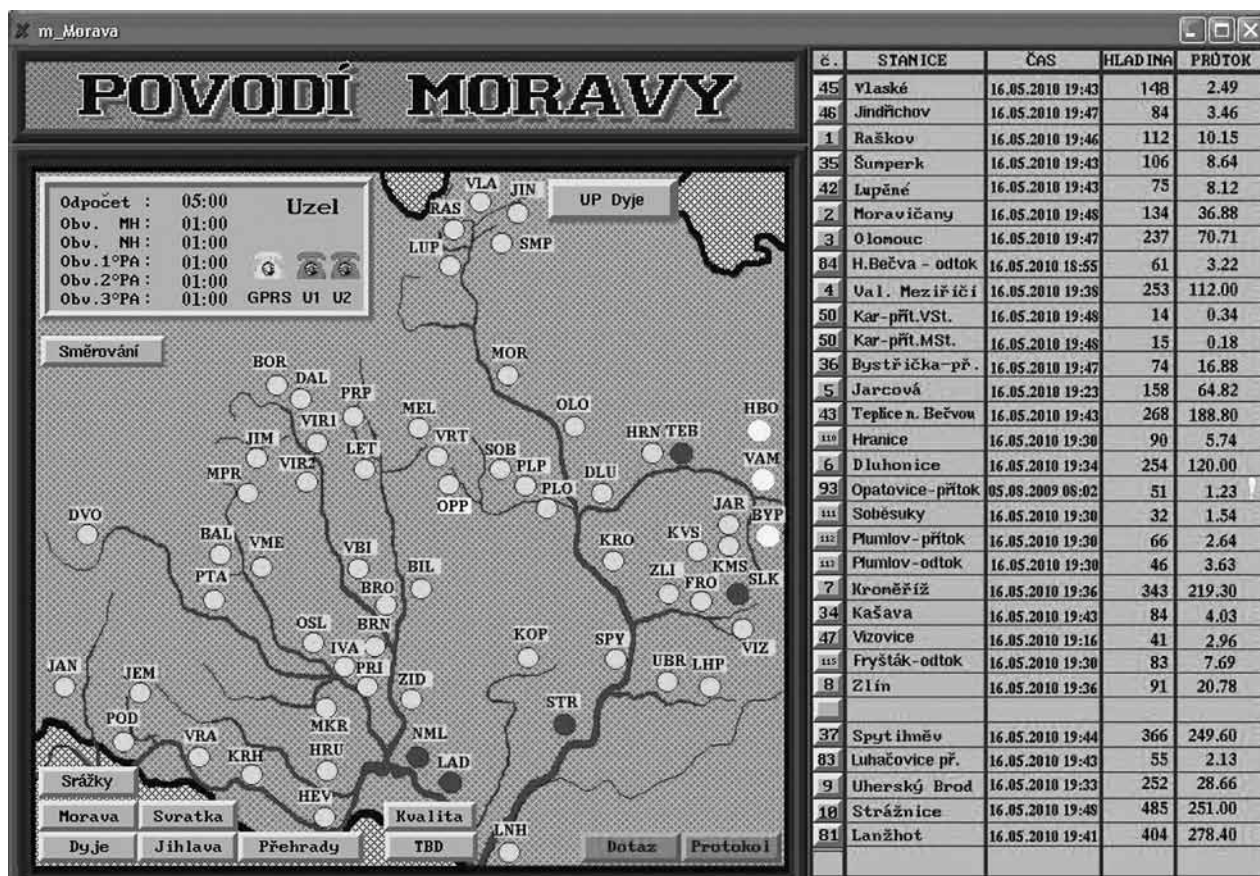 m_Morava
POVODÍ MORAVY
Odpočet : 05:00
Obv. MH: 01:00
Obv. NH: 01:00
Obv.1°PA: 01:00
Obv.2°PA: 01:00
Obv.3°PA: 01:00
Uzel
GPRS U1 U2
UP Dyje
Směrování
VLA
JIN
RAS
LUP
SMP
MOR
BOR
DAL
PRP
VIR1
MEL
OLO
HBO
JIM
LET
VRT
HRN
TEB
MPR
VIR2
SOB
PLP
DLU
VAM
OPP
PLO
DVO
JAR
BYP
BAL
VME
VBI
KRO
KVS
KMS
PTA
BRO
BIL
ZLI
FRO
SLK
OSL
BRN
IVA
KOP
SPY
VIZ
JAN
JEM
PRI
ZID
UBR
LHP
MKR
STR
POD
VRA
HRU
NML
KRH
LAD
HEV
LNH
Srážky
Morava Svratka Kvalita
Dyje Jihlava Přehrady TBD Dotaz Protokol
č. STANICE ČAS HLADINA PRŮTOK
45 Vlaské 16.05.2010 19:43 148 2.49
46 Jindřichov 16.05.2010 19:47 84 3.46
1 Raškov 16.05.2010 19:46 112 10.15
35 Šumperk 16.05.2010 19:43 106 8.64
42 Lupěné 16.05.2010 19:43 75 8.12
2 Moravičany 16.05.2010 19:48 134 36.88
3 Olomouc 16.05.2010 19:47 237 70.71
84 H.Bečva - odtok 16.05.2010 18:55 61 3.22
4 Val. Meziříčí 16.05.2010 19:38 253 112.00
50 Kar-přít.VSt. 16.05.2010 19:48 14 0.34
50 Kar-přít.MSt. 16.05.2010 19:48 15 0.18
36 Bystřička-př. 16.05.2010 19:47 74 16.88
5 Jarcová 16.05.2010 19:23 158 64.82
43 Teplice n. Bečvou 16.05.2010 19:43 268 188.80
110 Hranice 16.05.2010 19:30 90 5.74
6 Dluhonice 16.05.2010 19:34 254 120.00
93 Opatovice-přítok 05.08.2009 08:02 51 1.23 !
111 Soběsuky 16.05.2010 19:30 32 1.54
112 Plumlov-přítok 16.05.2010 19:30 66 2.64
113 Plumlov-odtok 16.05.2010 19:30 46 3.63
7 Kroměříž 16.05.2010 19:36 343 219.30
34 Kašava 16.05.2010 19:43 84 4.03
47 Vizovice 16.05.2010 19:16 41 2.96
115 Fryšták-odtok 16.05.2010 19:30 83 7.69
8 Zlín 16.05.2010 19:36 91 20.78
37 Spytihněv 16.05.2010 19:44 366 249.60
83 Luhačovice př. 16.05.2010 19:43 55 2.13
9 Uherský Brod 16.05.2010 19:33 252 28.66
10 Strážnice 16.05.2010 19:48 485 251.00
81 Lanžhot 16.05.2010 19:41 404 278.40